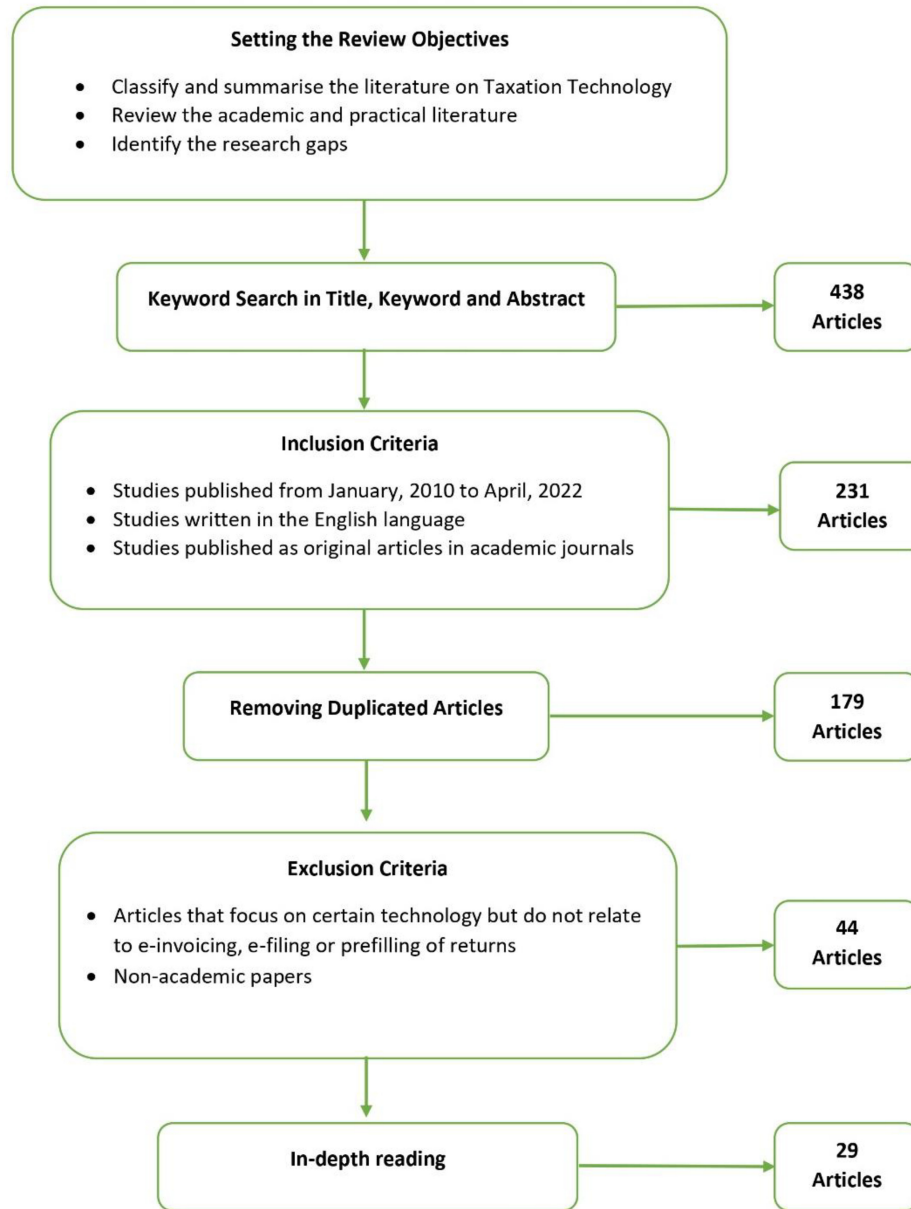 Setting the Review Objectives
• Classify and summarise the literature on Taxation Technology
• Review the academic and practical literature
• Identify the research gaps
Keyword Search in Title, Keyword and Abstract
438
Articles
Inclusion Criteria
• Studies published from January, 2010 to April, 2022
• Studies written in the English language
• Studies published as original articles in academic journals
231
Articles
Removing Duplicated Articles
179
Articles
Exclusion Criteria
• Articles that focus on certain technology but do not relate
to e-invoicing, e-filing or prefilling of returns
• Non-academic papers
44
Articles
In-depth reading
29
Articles